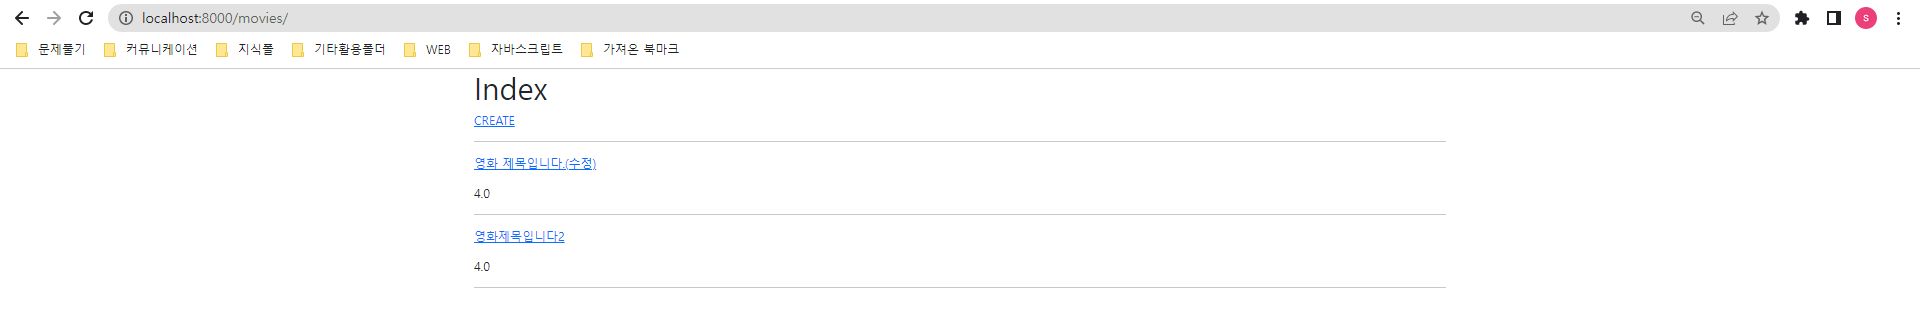 localhost:8000/movies/
S
문제풀기 커뮤니케이션 지식풀 기타활용폴더 WEB 자바스크립트 가져온 북마크
Index
CREATE
영화 제목입니다.(수정)
4.0
영화제목입니다2
4.0